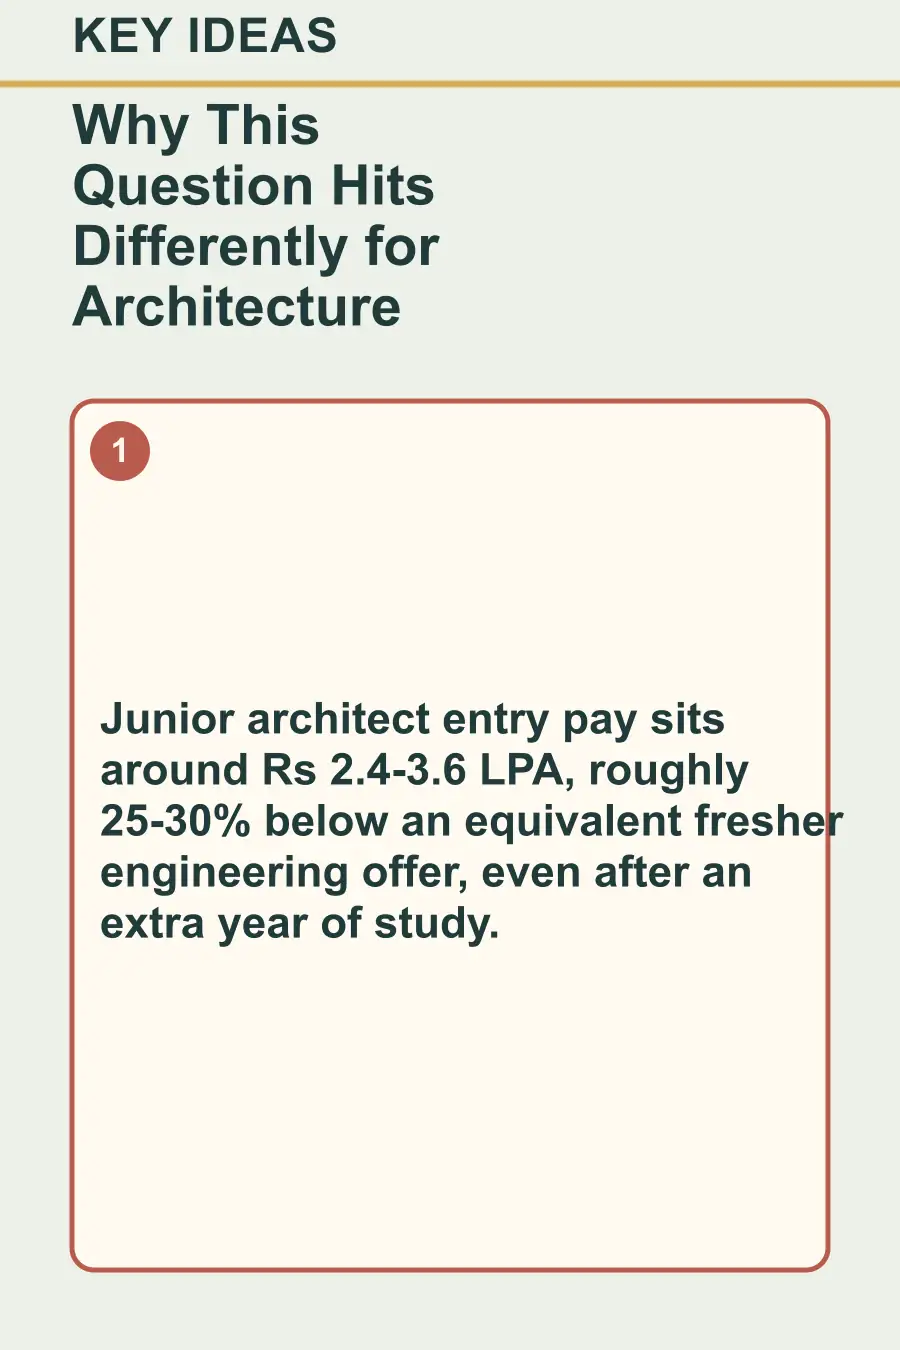 KEY IDEAS
Why This
Question Hits
Differently for
Architecture
1
Junior architect entry pay sits
around Rs 2.4-3.6 LPA, roughly
25-30% below an equivalent fresher
engineering offer, even after an
extra year of study.